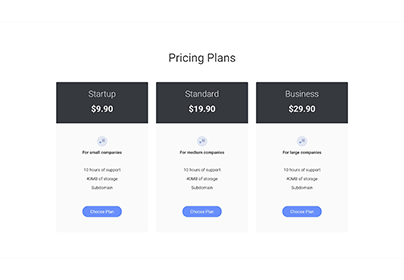 Pricing Plans
Startup
$9.90
For small companies
10 hours of support
40MB of storage
Subdomain
Choose Plan
Standard
$19.90
For medium companies
10 hours of support
40MB of storage
Subdomain
Choose Plan
Business
$29.90
For large companies
10 hours of support
40MB of storage
Subdomain
Choose Plan